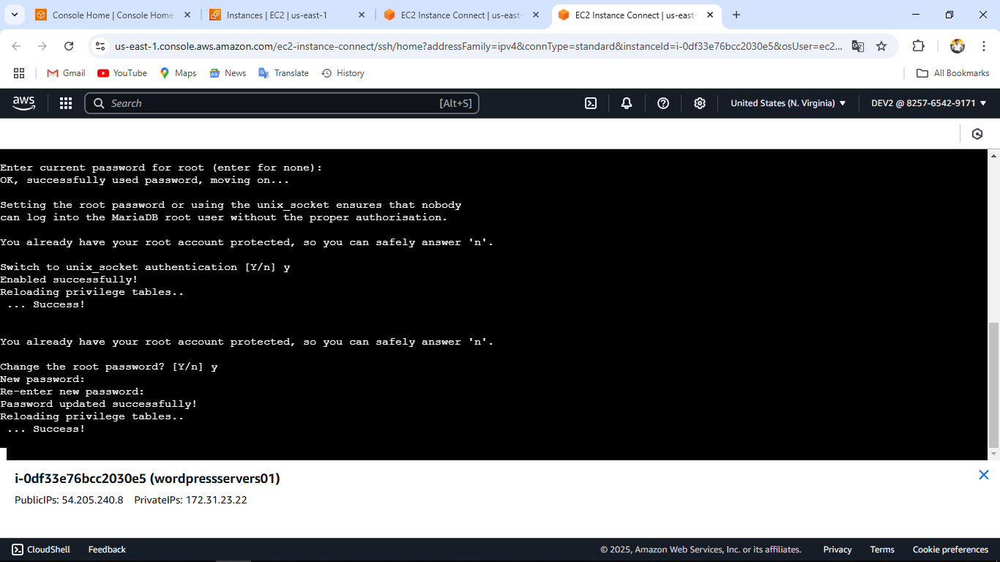 Console Home | Console Home
Instances | EC2 | us-east-1
EC2 Instance Connect | us-east-
EC2 Instance Connect | us-east-
us-east-1.console.aws.amazon.com/ec2-instance-connect/ssh/home?addressFamily=ipv4&connType=standard&instanceId=i-0df33e76bcc2030e5&osUser=ec2...
Gmail
YouTube
Maps
News
Translate
History
All Bookmarks
aws
Search
[Alt+S]
United States (N. Virginia)
DEV2 @ 8257-6542-9171
Enter current password for root (enter for none):
OK, successfully used password, moving on...
Setting the root password or using the unix_socket ensures that nobody
can log into the MariaDB root user without the proper authorisation.
You already have your root account protected, so you can safely answer 'n'.
Switch to unix_socket authentication [Y/n] y
Enabled successfully!
Reloading privilege tables..
... Success!
You already have your root account protected, so you can safely answer 'n'.
Change the root password? [Y/n] y
New password:
Re-enter new password:
Password updated successfully!
Reloading privilege tables..
... Success!
i-0df33e76bcc2030e5 (wordpressservers01)
PublicIPs: 54.205.240.8 PrivateIPs: 172.31.23.22
CloudShell
Feedback
© 2025, Amazon Web Services, Inc. or its affiliates.
Privacy
Terms
Cookie preferences